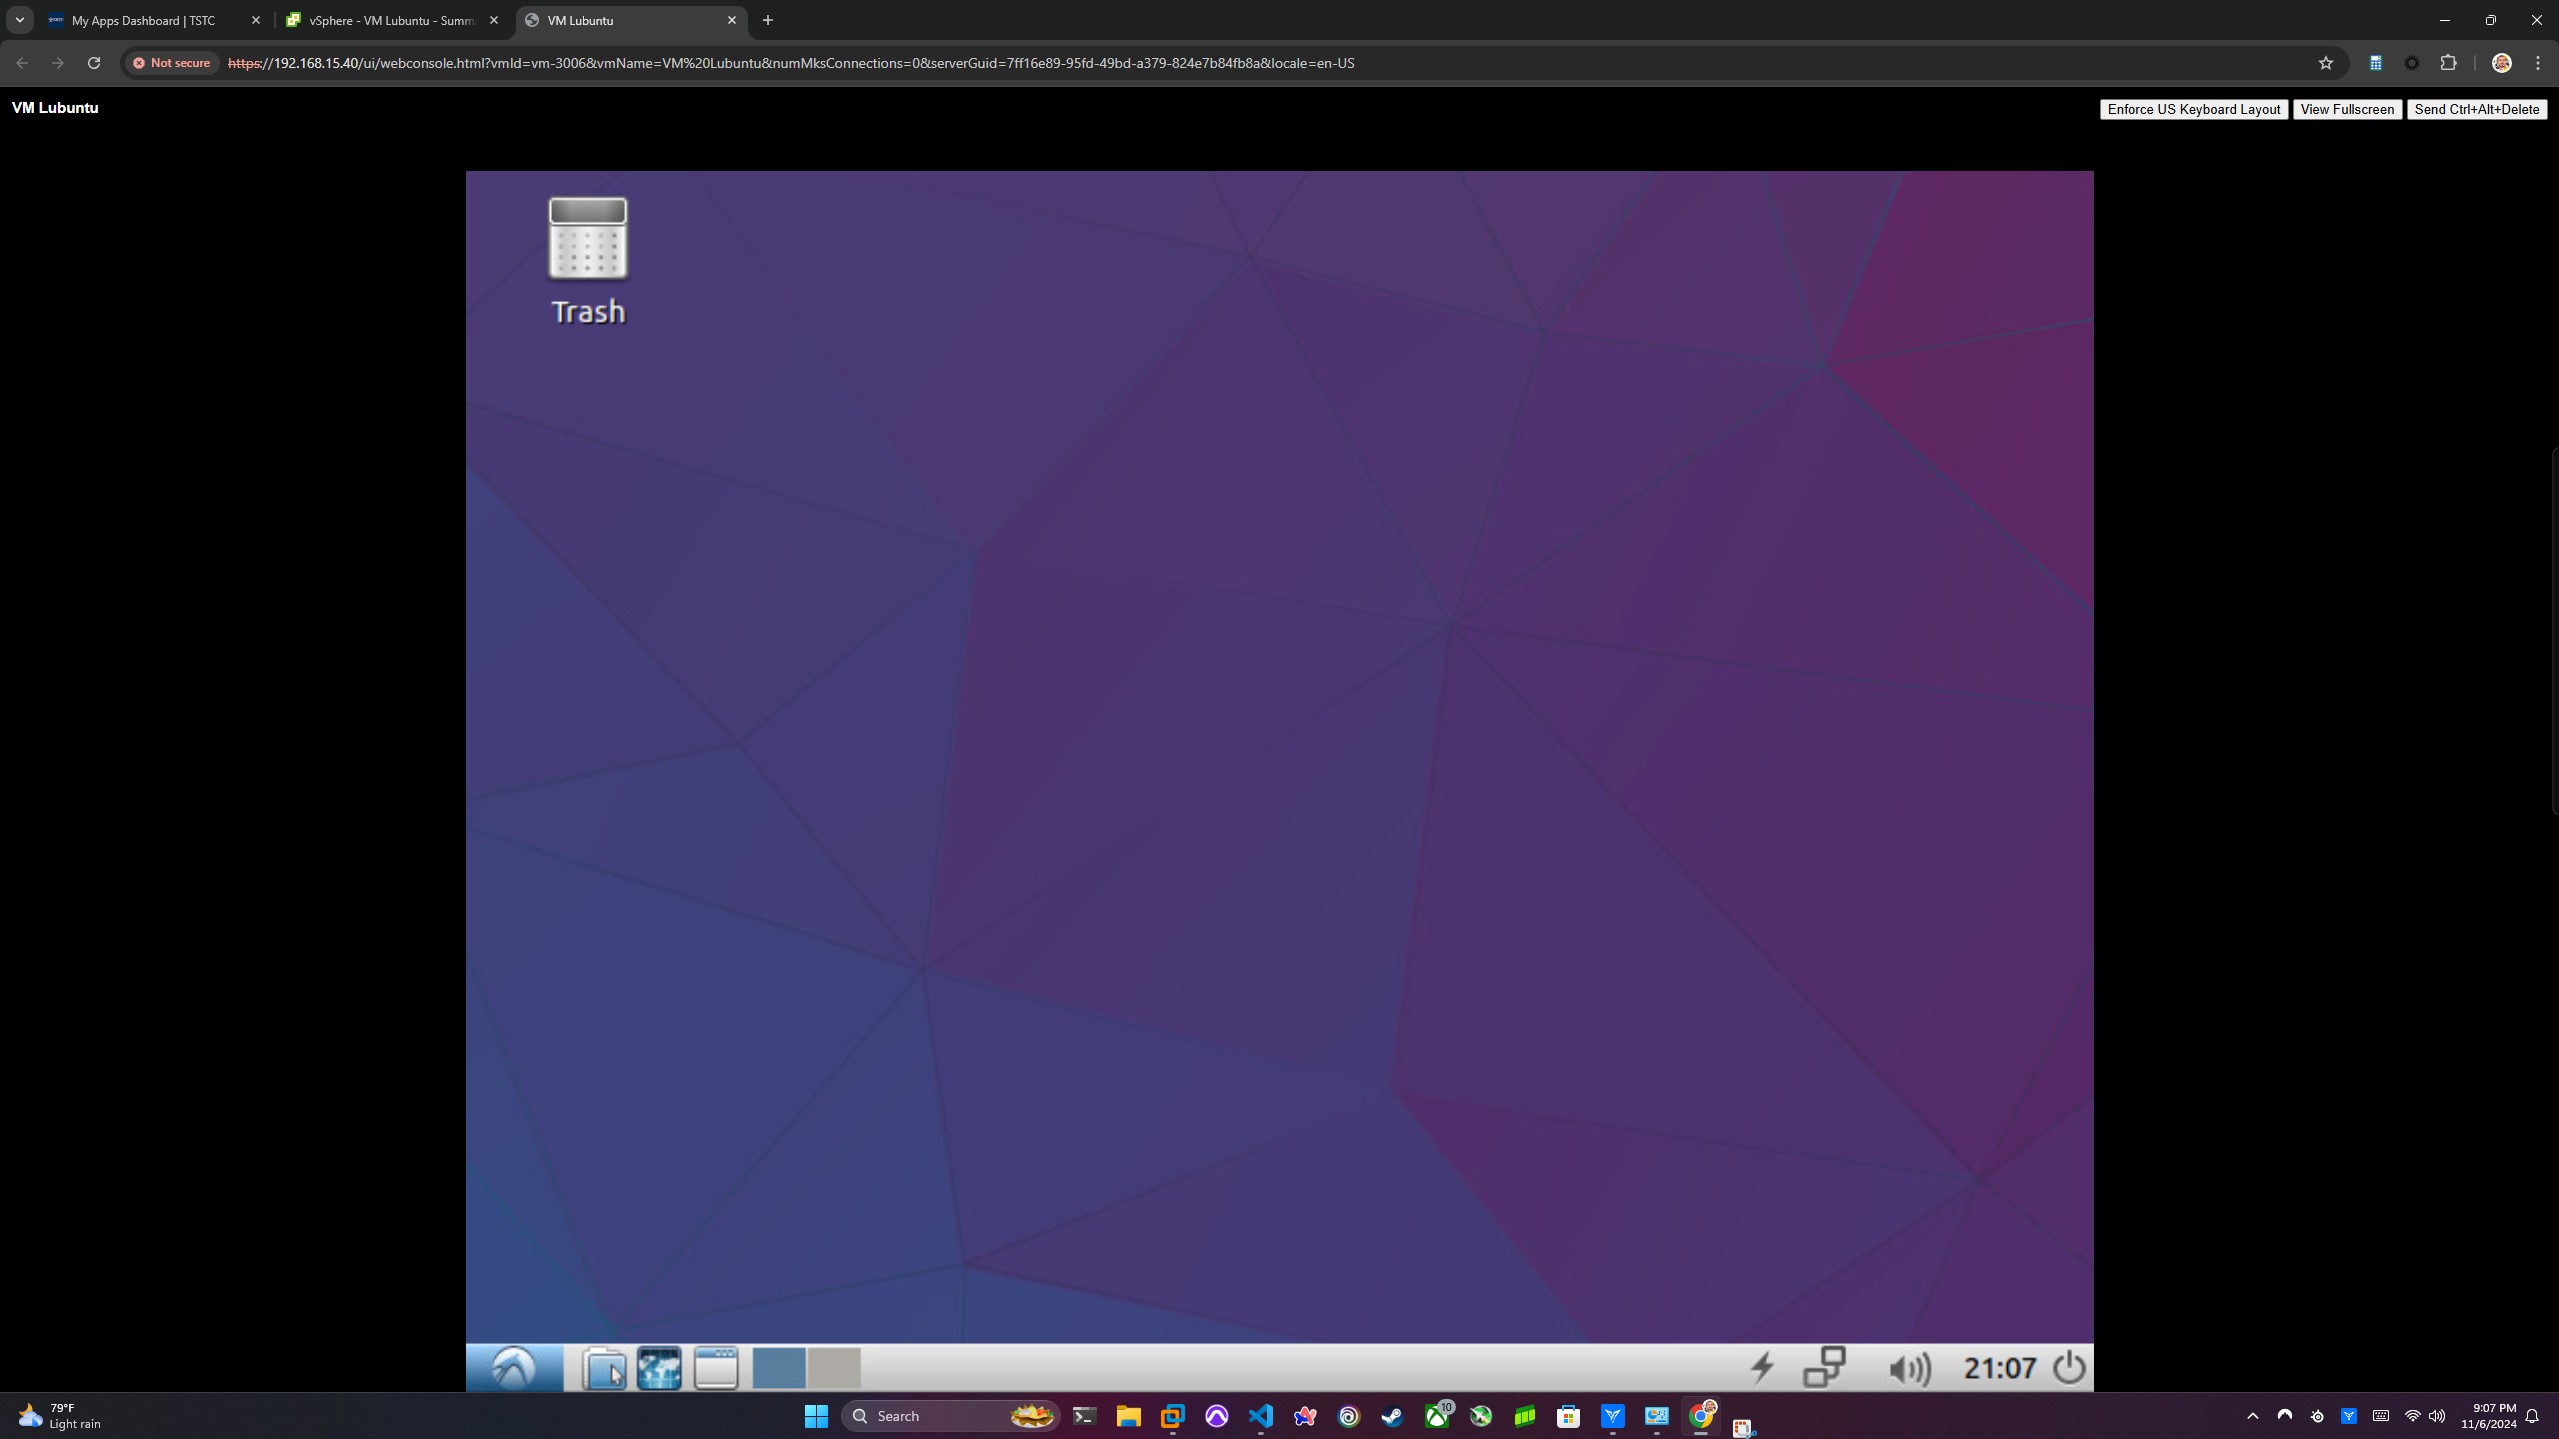 My Apps Dashboard | TSTC
vSphere - VM Lubuntu - Summ
VM Lubuntu
Not secure
https://192.168.15.40/ui/webconsole.html?vmId=vm-3006&vmName=VM%20Lubuntu&numMksConnections=0&serverGuid=7ff16e89-95fd-49bd-a379-824e7b84fb8a&locale=en-US
VM Lubuntu
Enforce US Keyboard Layout
View Fullscreen
Send Ctrl+Alt+Delete
Trash
21:07
79°F
Light rain
Search
10
9:07 PM
11/6/2024